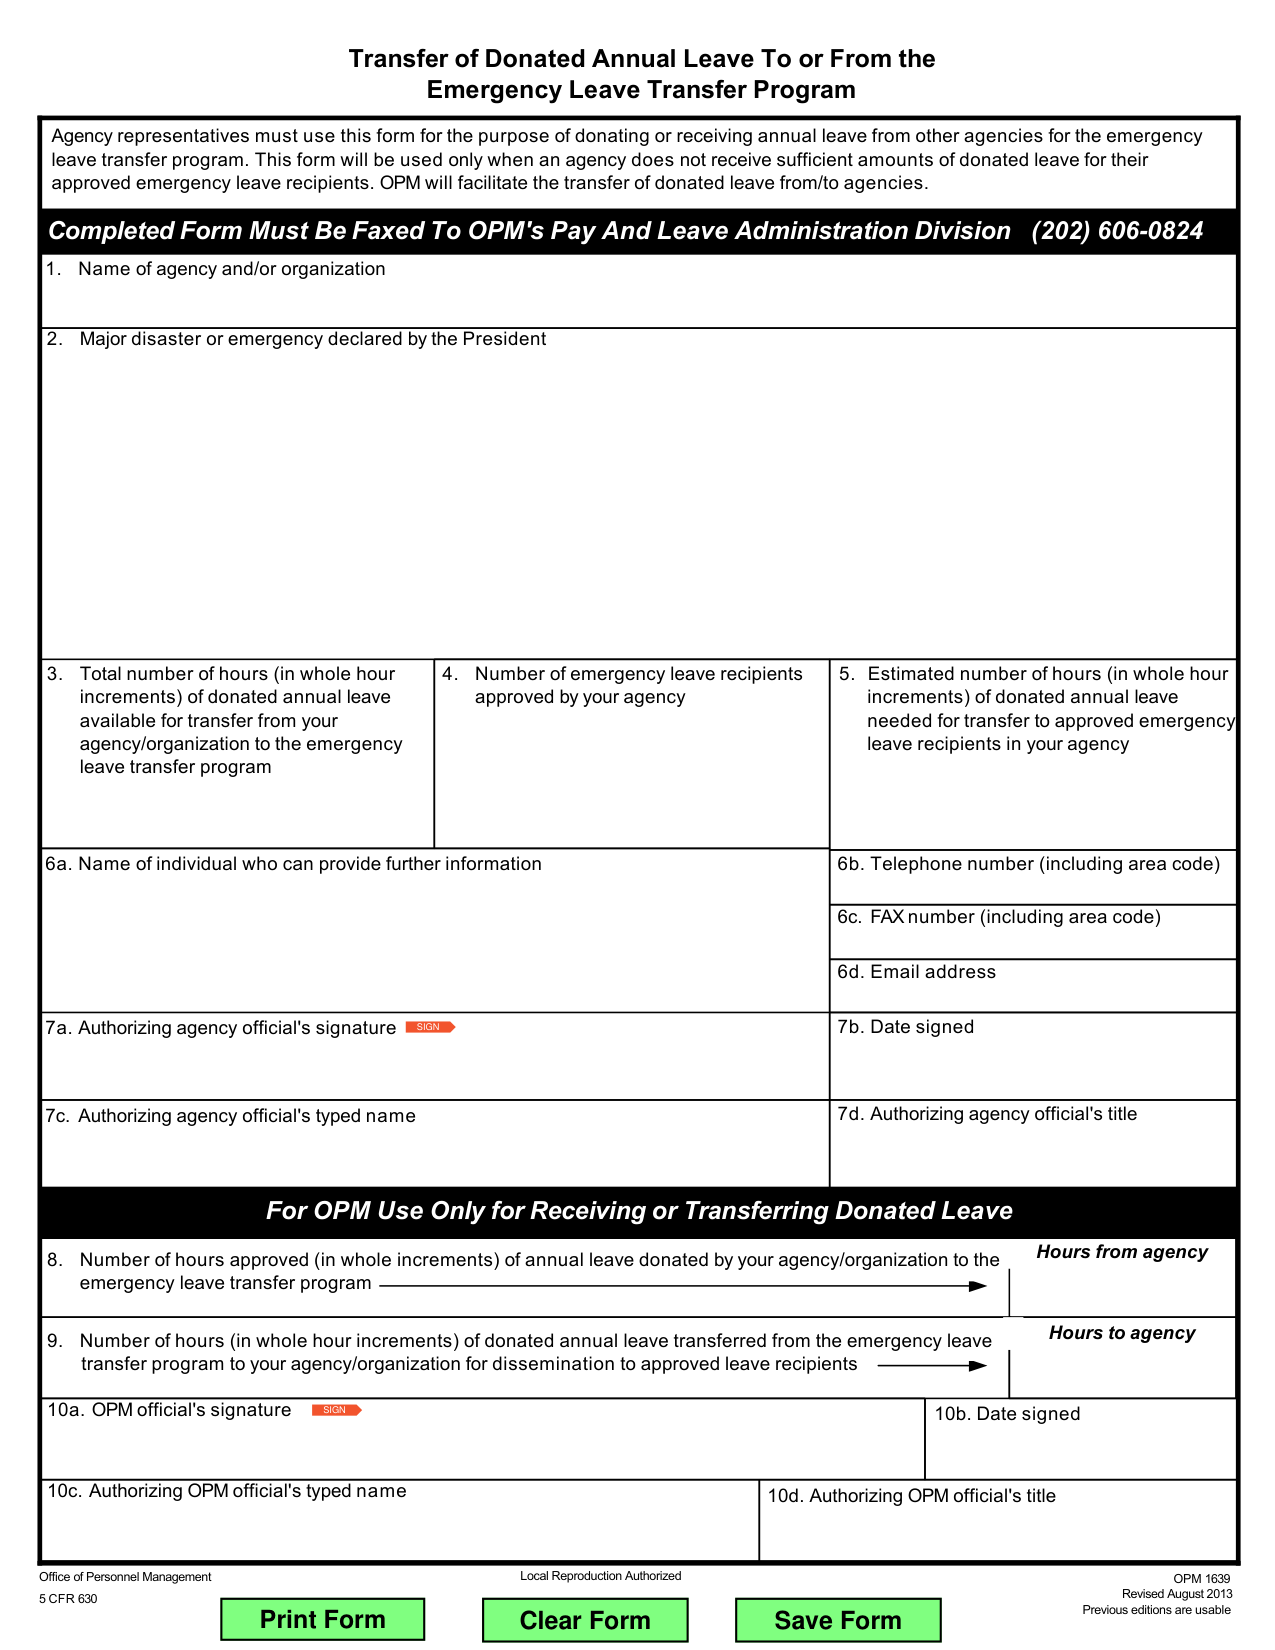 Transfer of Donated Annual Leave To or From the
Emergency Leave Transfer Program
Agency representatives must use this form for the purpose of donating or receiving annual leave from other agencies for the emergency
leave transfer program. This form will be used only when an agency does not receive sufficient amounts of donated leave for their
approved emergency leave recipients. OPM will facilitate the transfer of donated leave from/to agencies.
Completed Form Must Be Faxed To OPM's Pay And Leave Administration Division (202) 606-0824
1. Name of agency and/or organization
2. Major disaster or emergency declared by the President
3. Total number of hours (in whole hour
increments) of donated annual leave
available for transfer from your
agency/organization to the emergency
leave transfer program
4. Number of emergency leave recipients
approved by your agency
5. Estimated number of hours (in whole hour
increments) of donated annual leave
needed for transfer to approved emergency
leave recipients in your agency
6a. Name of individual who can provide further information
6b. Telephone number (including area code)
6c. FAX number (including area code)
6d. Email address
7a. Authorizing agency official's signature SIGN
7b. Date signed
7c. Authorizing agency official's typed name
7d. Authorizing agency official's title
For OPM Use Only for Receiving or Transferring Donated Leave
8. Number of hours approved (in whole increments) of annual leave donated by your agency/organization to the
emergency leave transfer program
Hours from agency
9. Number of hours (in whole hour increments) of donated annual leave transferred from the emergency leave
transfer program to your agency/organization for dissemination to approved leave recipients
Hours to agency
10a. OPM official's signature SIGN
10b. Date signed
10c. Authorizing OPM official's typed name
10d. Authorizing OPM official's title
Office of Personnel Management
5 CFR 630
Local Reproduction Authorized
OPM 1639
Revised August 2013
Previous editions are usable
Print Form
Clear Form
Save Form